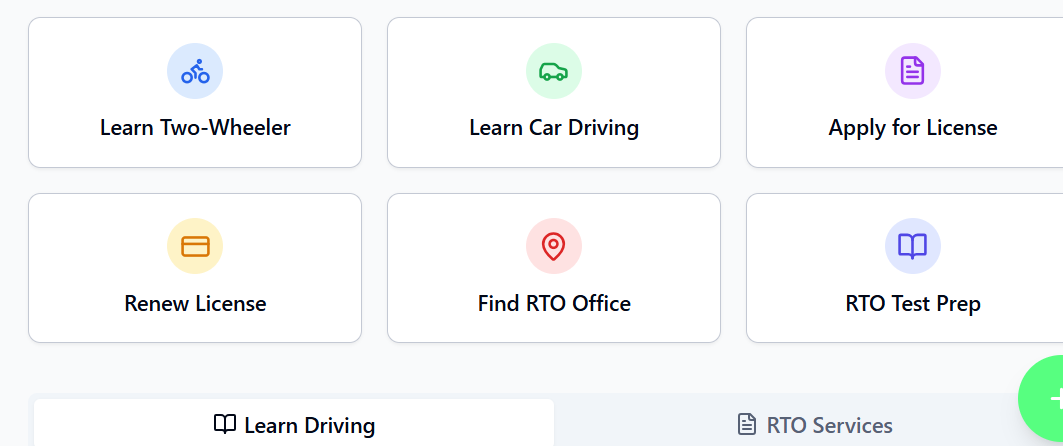 Learn Two-Wheeler
Learn Car Driving
Apply for License
Renew License
Find RTO Office
RTO Test Prep
Learn Driving
RTO Services